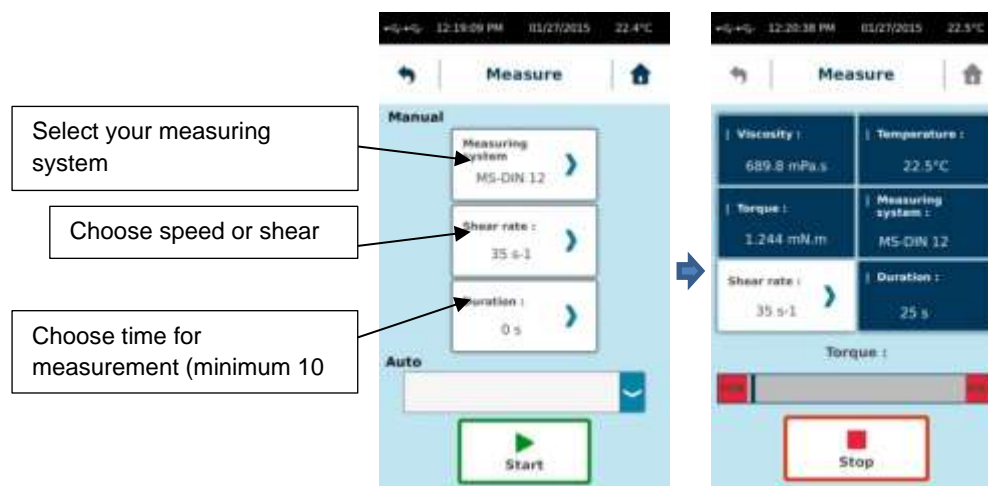 12:19:09 PM 01/27/2015 22.4°C
Measure
Manual
Select your measuring
system
Measuring
system
MS-DIN 12
Choose speed or shear
Shear rate :
35 s-1
Choose time for
measurement (minimum 10
Duration :
0 s
Auto
Start
12:20:38 PM 01/27/2015 22.5°C
Measure
| Viscosity :
689.8 mPa.s
| Temperature :
22.5°C
| Torque :
1.244 mN.m
| Measuring
system :
MS-DIN 12
Shear rate :
35 s-1
| Duration :
25 s
Torque :
Stop